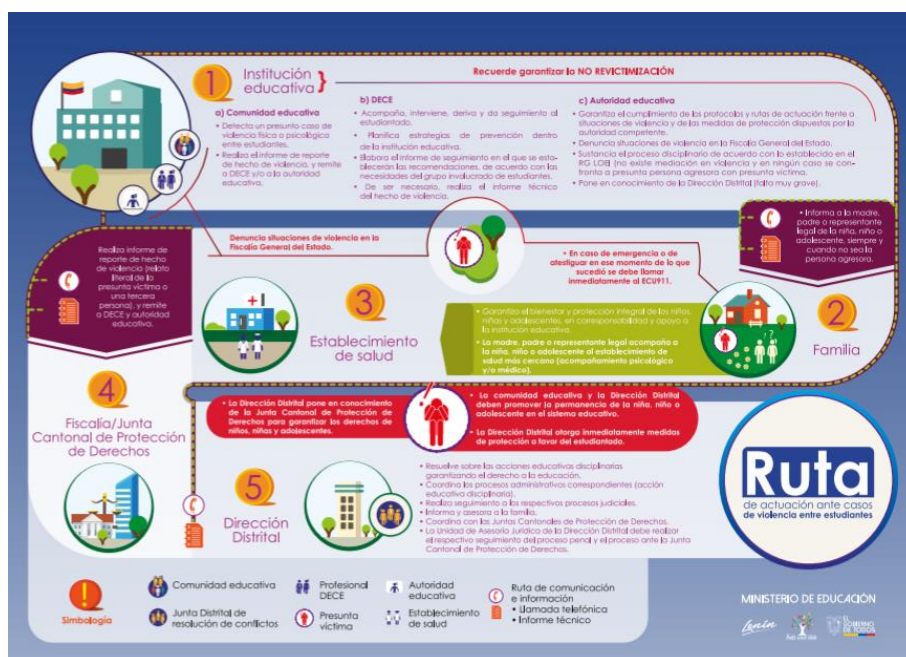 1
Institución
educativa
Recuerde garantizar la NO REVICTIMIZACIÓN
a) Comunidad educativa
• Detecta un presunto caso de
violencia física o psicológica
entre estudiantes.
• Realiza el informe de reporte
de hecho de violencia, y remite
a DECE y/o a la autoridad
educativa.
b) DECE
• Acompaña, interviene, deriva y da seguimiento al
estudiantado.
• Planifica estrategias de prevención dentro
de la institución educativa.
• Elabora el informe de seguimiento en el que se esta-
blecerán las recomendaciones, de acuerdo con las
necesidades del grupo involucrado de estudiantes.
• De ser necesario, realiza el informe técnico
del hecho de violencia.
c) Autoridad educativa
• Garantiza el cumplimiento de los protocolos y rutas de actuación frente a
situaciones de violencia y de las medidas de protección dispuestas por la
autoridad competente.
• Denuncia situaciones de violencia en la Fiscalía General del Estado.
• Sustancia el proceso disciplinario de acuerdo con lo establecido en el
RG LOEI (no existe mediación en violencia y en ningún caso se con-
fronta a presunta persona agresora con presunta víctima).
• Pone en conocimiento de la Dirección Distrital (falta muy grave).
• Informa a la madre,
padre o representante
legal de la niña, niño o
adolescente, siempre y
cuando no sea la
persona agresora.
2
Familia
Denuncia situaciones de violencia en la
Fiscalía General del Estado.
• En caso de emergencia o de
atestiguar en ese momento de lo que
sucedió se debe llamar
inmediatamente al ECU911.
• Garantiza el bienestar y protección integral de los niños,
niñas y adolescentes, en corresponsabilidad y apoyo a
la institución educativa.
• La madre, padre o representante legal acompaña a
la niña, niño o adolescente al establecimiento de
salud más cercano (acompañamiento psicológico
y/o médico).
3
Establecimiento
de salud
Realiza informe de
reporte de hecho
de violencia (relato
literal de la
presunta víctima o
una tercera
persona), y remite
a DECE y autoridad
educativa.
4
Fiscalía/Junta
Cantonal de Protección
de Derechos
• La Dirección Distrital pone en conocimiento
de la Junta Cantonal de Protección de
Derechos para garantizar los derechos de
niños, niñas y adolescentes.
• La comunidad educativa y la Dirección Distrital
deben promover la permanencia de la niña, niño o
adolescente en el sistema educativo.
• La Dirección Distrital otorga inmediatamente medidas
de protección a favor del estudiantado.
5
Dirección
Distrital
• Resuelve sobre las acciones educativas disciplinarias
garantizando el derecho a la educación.
• Coordina los procesos administrativos correspondientes (acción
educativa disciplinaria).
• Realiza seguimiento a los respectivos procesos judiciales.
• Informa y asesora a la familia.
• Coordina con las Juntas Cantonales de Protección de Derechos.
• La Unidad de Asesoría Jurídica de la Dirección Distrital debe realizar
el respectivo seguimiento del proceso penal y el proceso ante la Junta
Cantonal de Protección de Derechos.
Ruta
de actuación ante casos
de violencia entre estudiantes
Simbología
Comunidad educativa
Junta Distrital de
resolución de conflictos
Profesional
DECE
Presunta
víctima
Autoridad
educativa
Establecimiento
de salud
Ruta de comunicación
e información
• Llamada telefónica
• Informe técnico
MINISTERIO DE EDUCACIÓN
Lenín
EL
GOBIERNO
DE TODOS